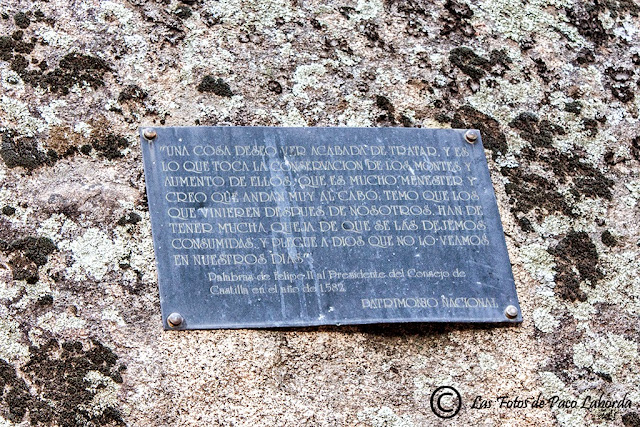 "UNA COSA DESEO VER ACABADA DE TRATAR, Y ES
LO QUE TOCA LA CONSERVACION DE LOS MONTES Y
AUMENTO DE ELLOS, QUE ES MUCHO MENESTER Y
CREO QUE ANDAN MUY AL CABO. TEMO QUE LOS
QUE VINIEREN DESPUES DE NOSOTROS, HAN DE
TENER MUCHA QUEJA DE QUE SE LAS DEJEMOS
CONSUMIDAS, Y PLEGUE A DIOS QUE NO LO VEAMOS
EN NUESTROS DIAS".
Palabras de Felipe II al Presidente del Consejo de
Castilla en el año de 1.582.
PATRIMONIO NACIONAL
© Las Fotos de Paco Lahorda